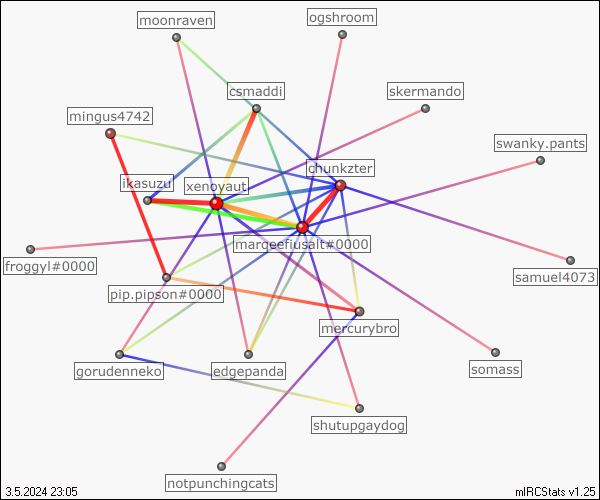 moonraven
ogshroom
csmaddi
skermando
mingus4742
swanky.pants
chunkzter
ikasuzu
xenoyaut
margefiusalt#0000
froggyl#0000
samuel4073
pip.pipson#0000
mercurybro
gorudenneko
edgepanda
somass
shutupgaydog
notpunchingcats
3.5.2024 23:05
mIRCStats v1.25